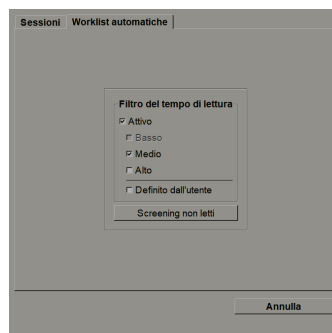 Sessioni Worklist automatiche
Filtro del tempo di lettura
Attivo
Basso
Medio
Alto
Definito dall'utente
Screening non letti
Annulla